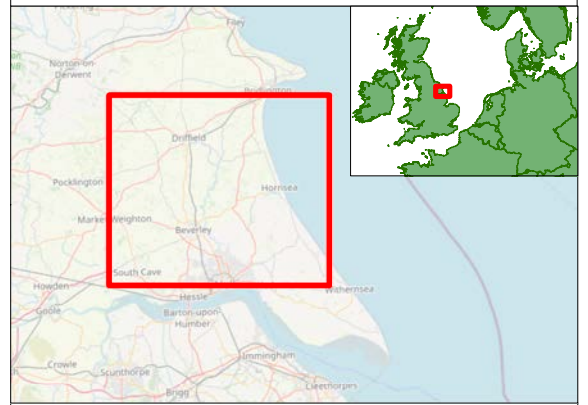 Filey
Norton-on-
Derwent
Bridlington
Driffield
Pocklington
Hornsea
Market Weighton
Beverley
South Cave
Howden
Withernsea
Hessle
Goole
Barton-upon-
Humber
Immingham
Crowle
Scunthorpe
Cleethorpes
Brigg